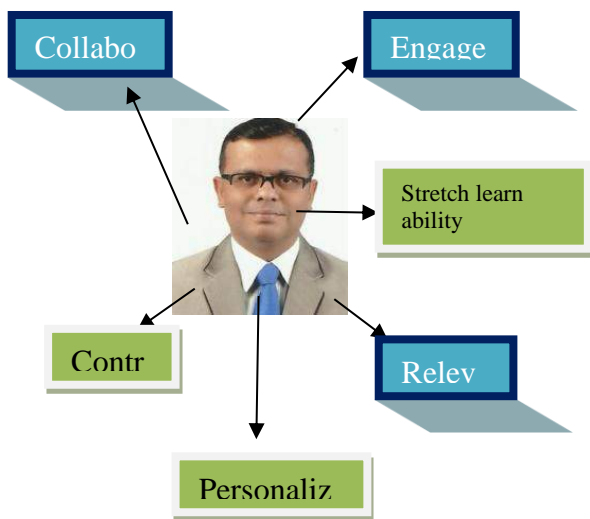 Collabo
Engage
Stretch learn
ability
Contr
Relev
Personaliz